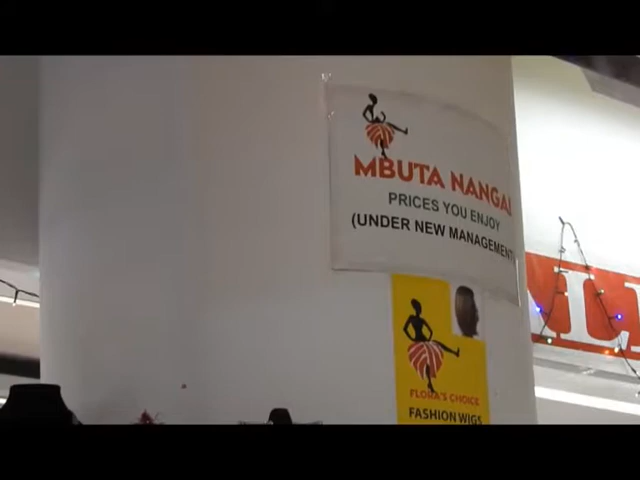 MBUTA NANGAI
PRICES YOU ENJOY
(UNDER NEW MANAGEMENT)
FLORA'S CHOICE
FASHION WIGS